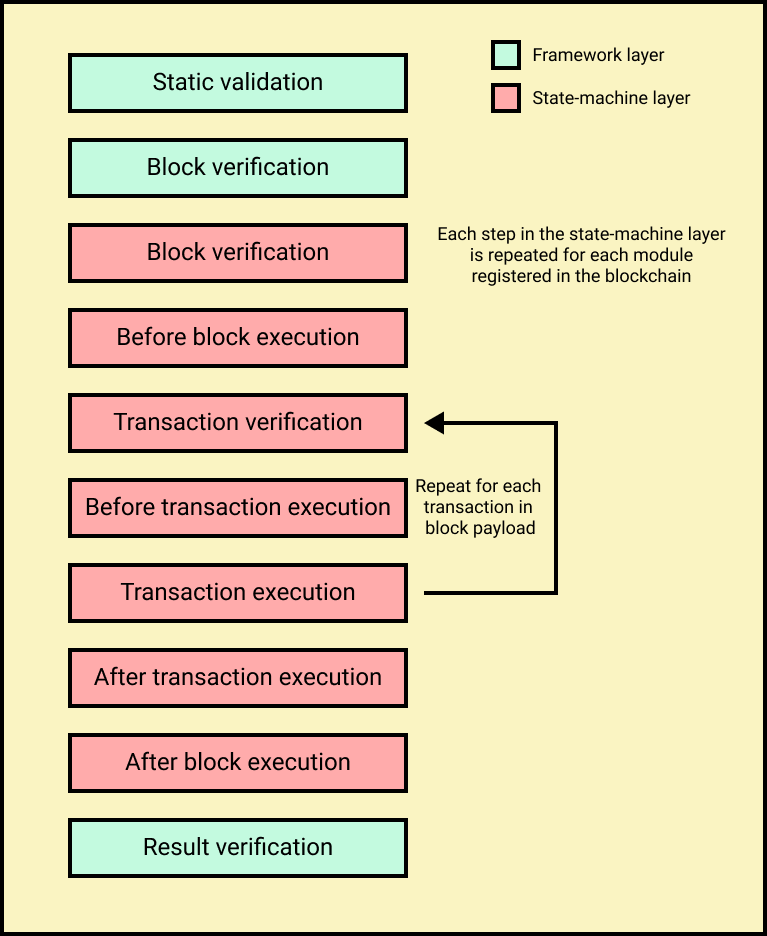 Static validation
Framework layer
State-machine layer
Block verification
Block verification
Each step in the state-machine layer
is repeated for each module
registered in the blockchain
Before block execution
Transaction verification
Before transaction execution
Repeat for each
transaction in
block payload
Transaction execution
After transaction execution
After block execution
Result verification